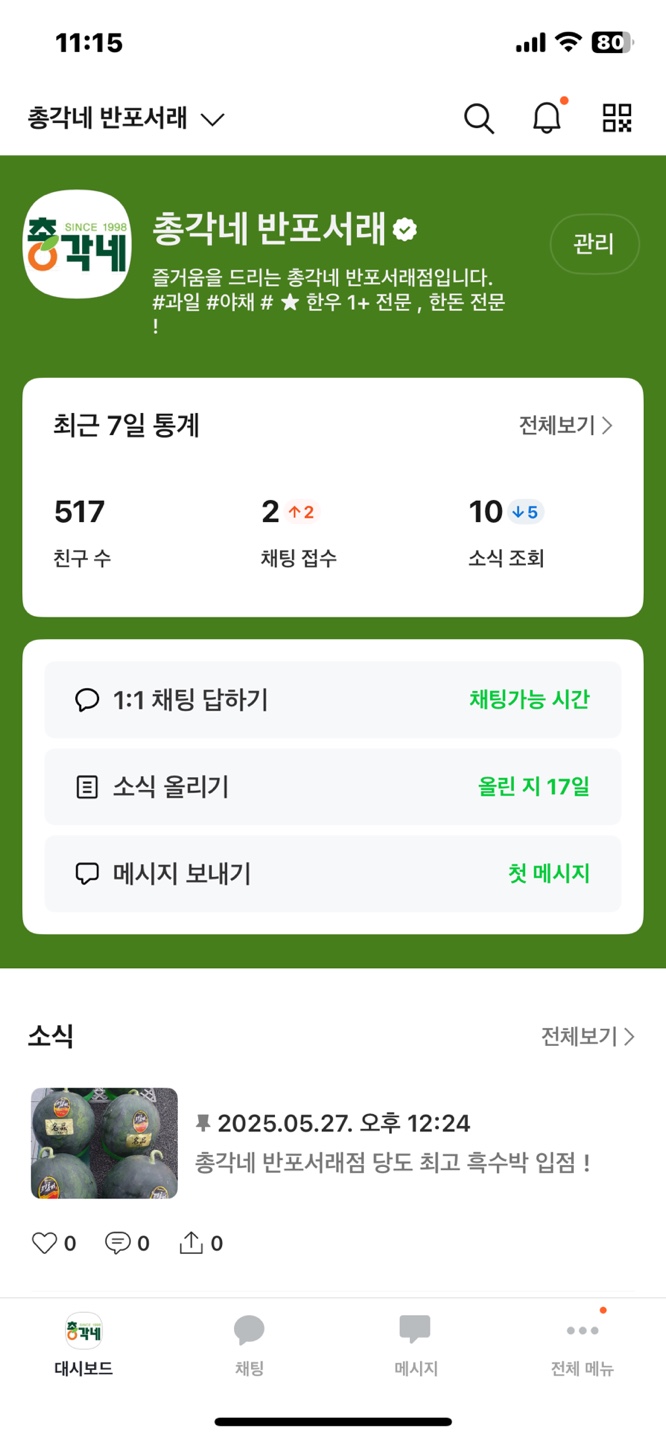 11:15
80
총각네 반포서래
SINCE 1998
총각네
총각네 반포서래
관리
즐거움을 드리는 총각네 반포서래점입니다.
#과일 #야채 # ★ 한우 1+ 전문 , 한돈 전문
!
최근 7일 통계
전체보기 >
517
2 ↑2
10 ↓5
친구 수
채팅 접수
소식 조회
1:1 채팅 답하기
채팅가능 시간
소식 올리기
올린 지 17일
메시지 보내기
첫 메시지
소식
전체보기 >
2025.05.27. 오후 12:24
총각네 반포서래점 당도 최고 흑수박 입점 !
0
0
0
총각네
대시보드
채팅
메시지
전체 메뉴